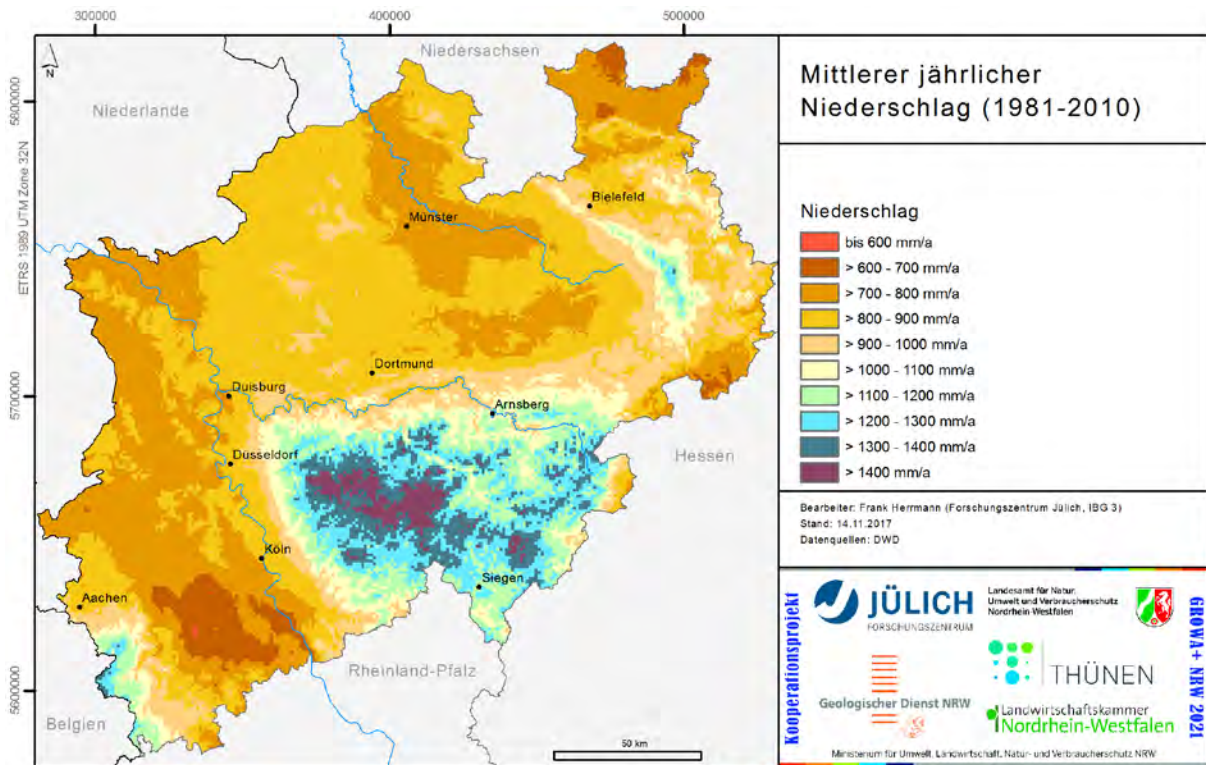 300000
400000
500000
N
5800000
5700000
5600000
ETRS 1989 UTM Zone 32N
Niedersachsen
Niederlande
Bielefeld
Münster
Dortmund
Duisburg
Arnsberg
Düsseldorf
Hessen
Köln
Siegen
Aachen
Rheinland-Pfalz
Belgien
50 km
Mittlerer jährlicher
Niederschlag (1981-2010)
Niederschlag
bis 600 mm/a
> 600 - 700 mm/a
> 700 - 800 mm/a
> 800 - 900 mm/a
> 900 - 1000 mm/a
> 1000 - 1100 mm/a
> 1100 - 1200 mm/a
> 1200 - 1300 mm/a
> 1300 - 1400 mm/a
> 1400 mm/a
Bearbeiter: Frank Herrmann (Forschungszentrum Jülich, IBG 3)
Stand: 14.11.2017
Datenquellen: DWD
Kooperationsprojekt
JÜLICH
FORSCHUNGSZENTRUM
Landesamt für Natur,
Umwelt und Verbraucherschutz
Nordrhein-Westfalen
THÜNEN
Geologischer Dienst NRW
Landwirtschaftskammer
Nordrhein-Westfalen
GROWA+ NRW 2021
Ministerium für Umwelt, Landwirtschaft, Natur- und Verbraucherschutz NRW